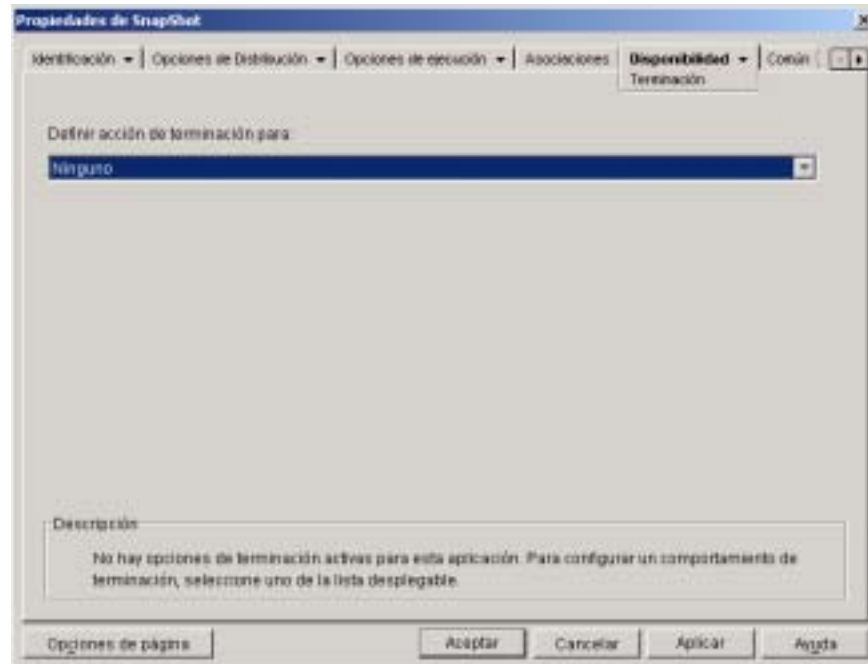 Propiedades de SnapShot
Identificación
Opciones de Distribución
Opciones de ejecución
Asociaciones
Disponibilidad
Común
Terminación
Definir acción de terminación para:
Ninguno
Descripción
No hay opciones de terminación activas para esta aplicación. Para configurar un comportamiento de
terminación, seleccione uno de la lista desplegable.
Opciones de página
Aceptar
Cancelar
Aplicar
Ayuda